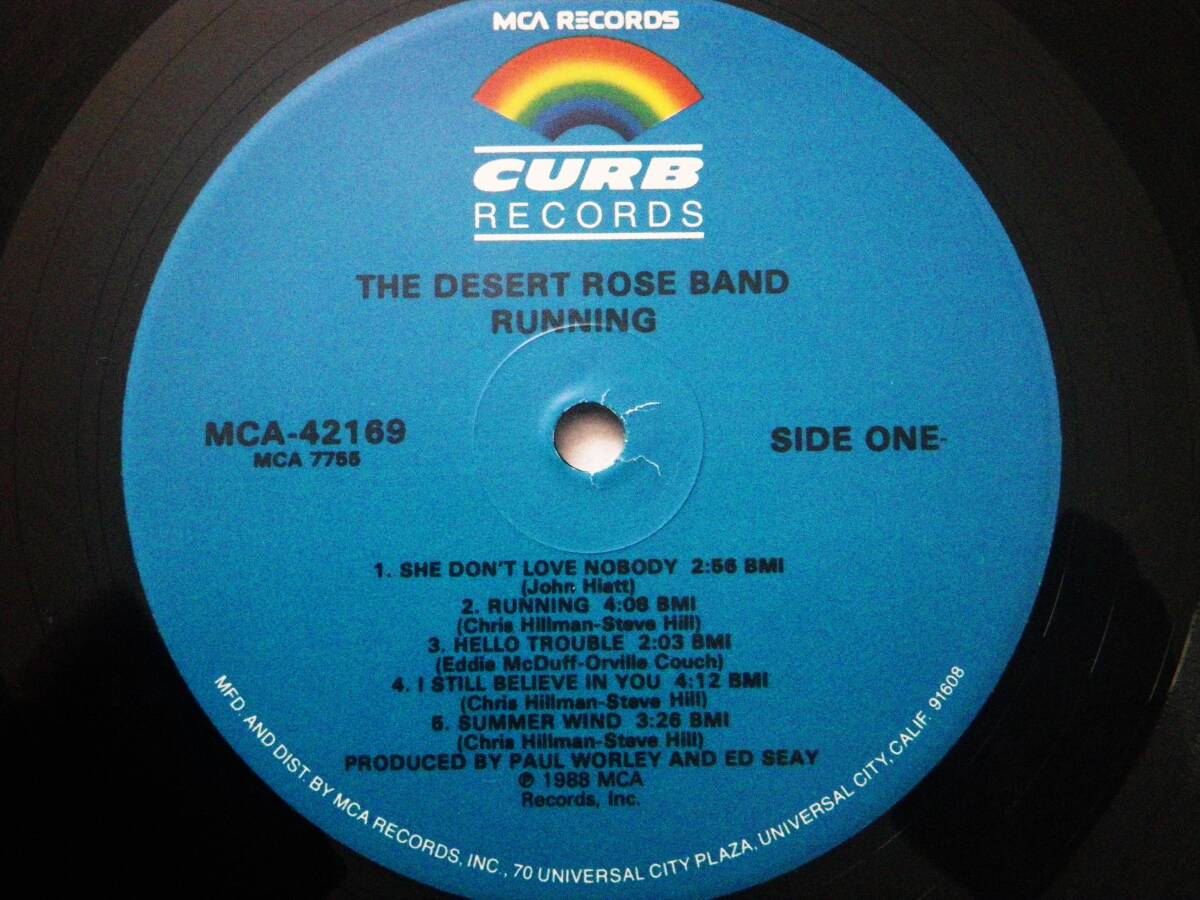 MCA RECORDS
CURB
RECORDS
THE DESERT ROSE BAND
RUNNING
MCA-42169
MCA 7755
SIDE ONE-
1. SHE DON'T LOVE NOBODY 2:56 BMI
(John Hiatt)
2. RUNNING 4:08 BMI
(Chris Hillman-Steve Hill)
3. HELLO TROUBLE 2:03 BMI
(Eddie McDuff-Orville Couch)
4. I STILL BELIEVE IN YOU 4:12 BMI
(Chris Hillman-Steve Hill)
5. SUMMER WIND 3:26 BMI
(Chris Hillman-Steve Hill)
PRODUCED BY PAUL WORLEY AND ED SEAY
℗ 1988 MCA
Records, Inc.
MFD. AND DIST. BY MCA RECORDS, INC., 70 UNIVERSAL CITY PLAZA, UNIVERSAL CITY, CALIF. 91608